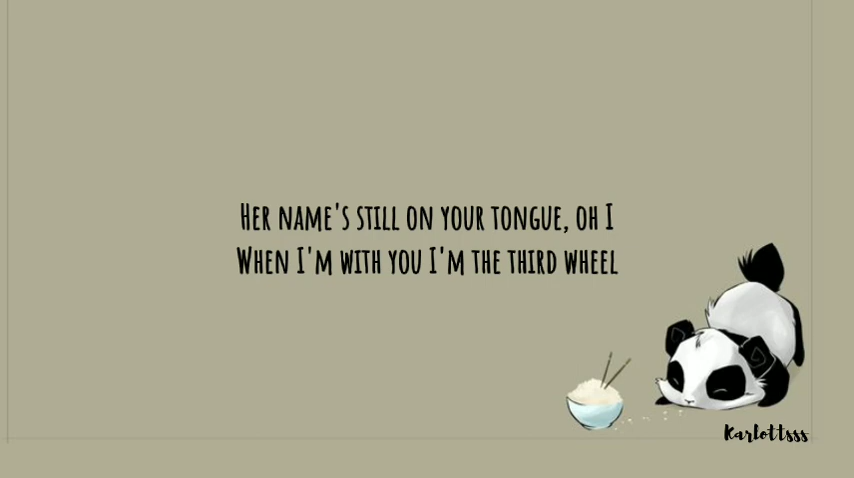 Her name's still on your tongue, oh I
When I'm with you I'm the third wheel
Karlottsss